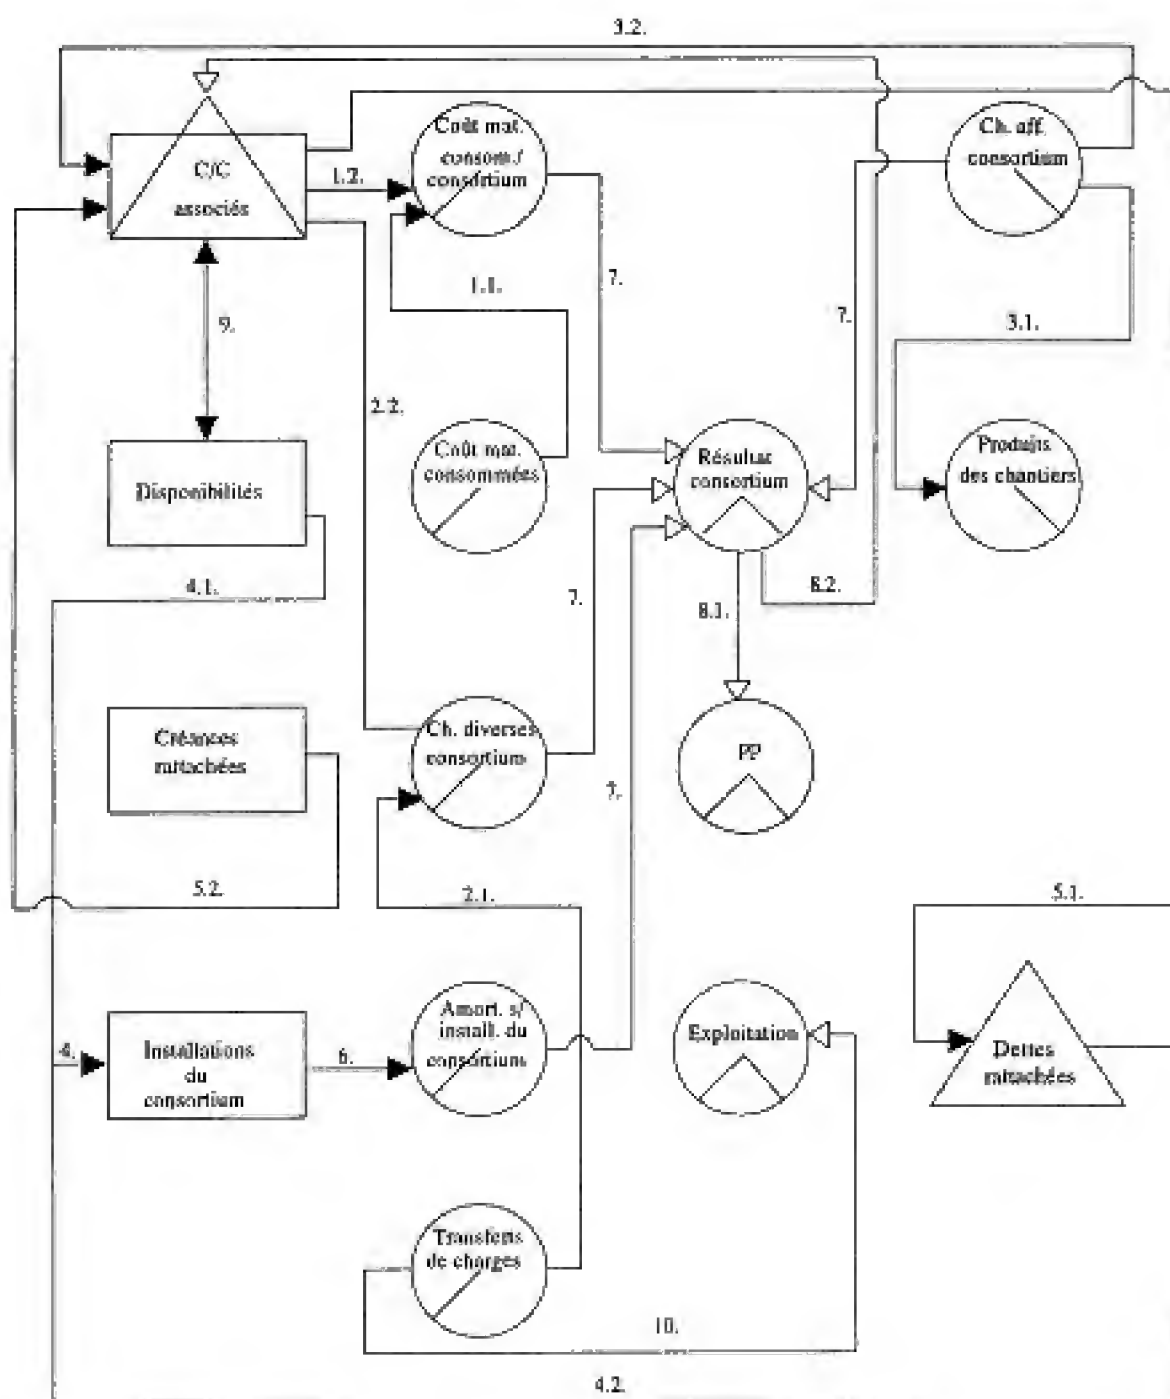 3.2.
Coût mat.
consom./
consortium
Ch. aff.
consortium
C/C
associés
1.2.
1.1.
7.
7.
3.1.
9.
2.2.
Coût mat.
consommées
Résultat
consortium
Produits
des chantiers
Disponibilités
4.1.
7.
8.1.
8.2.
Créances
rattachées
Ch. diverses
consortium
PP
7.
5.2.
2.1.
5.1.
Amort. s/
install. du
consortium
Exploitation
4.
Installations
du
consortium
6.
Dettes
rattachées
Transferts
de charges
10.
4.2.